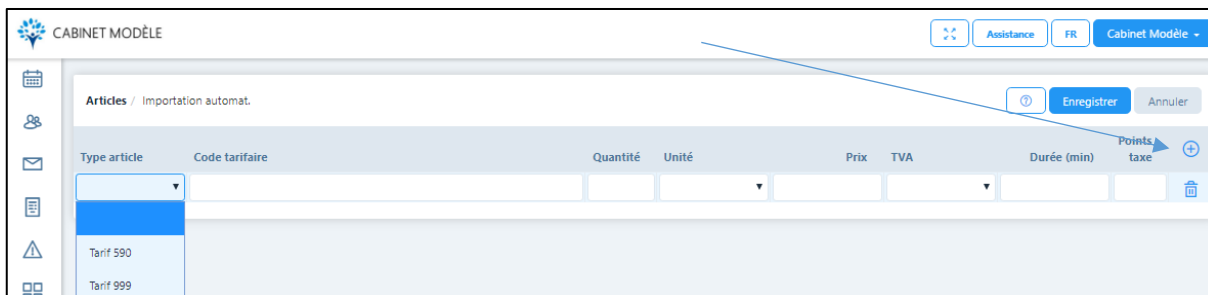 CABINET MODÈLE
Assistance
FR
Cabinet Modèle
Articles / Importation automat.
Enregistrer
Annuler
Type article
Code tarifaire
Quantité
Unité
Prix
TVA
Durée (min)
Points
taxe
Tarif 590
Tarif 999